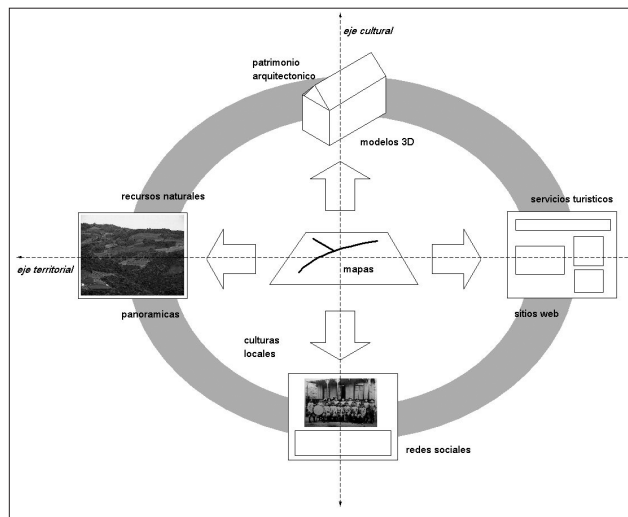 eje cultural
patrimonio
arquitectonico
modelos 3D
recursos naturales
servicios turisticos
eje territorial
mapas
panoramicas
sitios web
culturas
locales
redes sociales